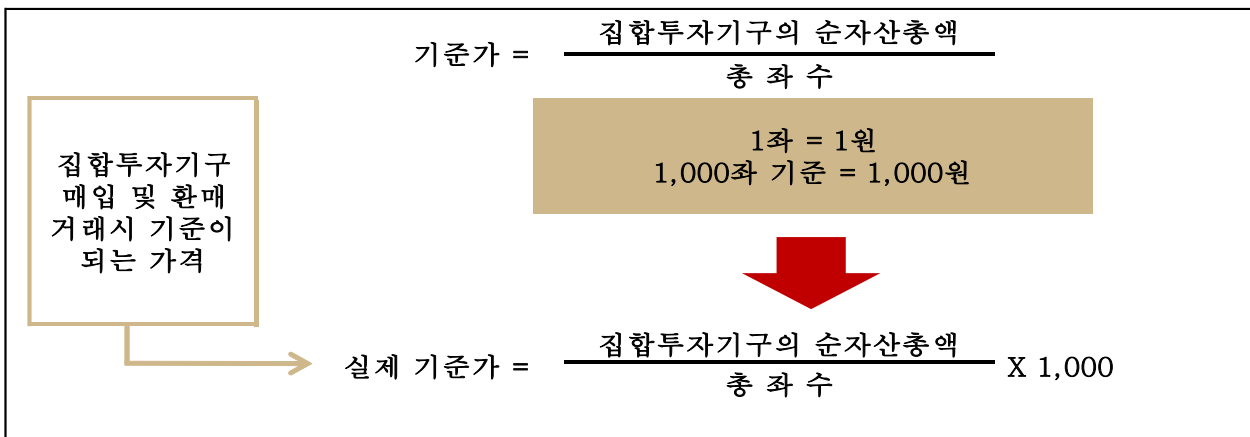 기준가 =
집합투자기구의 순자산총액
총 좌 수
1좌 = 1원
1,000좌 기준 = 1,000원
집합투자기구
매입 및 환매
거래시 기준이
되는 가격
실제 기준가 =
집합투자기구의 순자산총액
총 좌 수
X 1,000